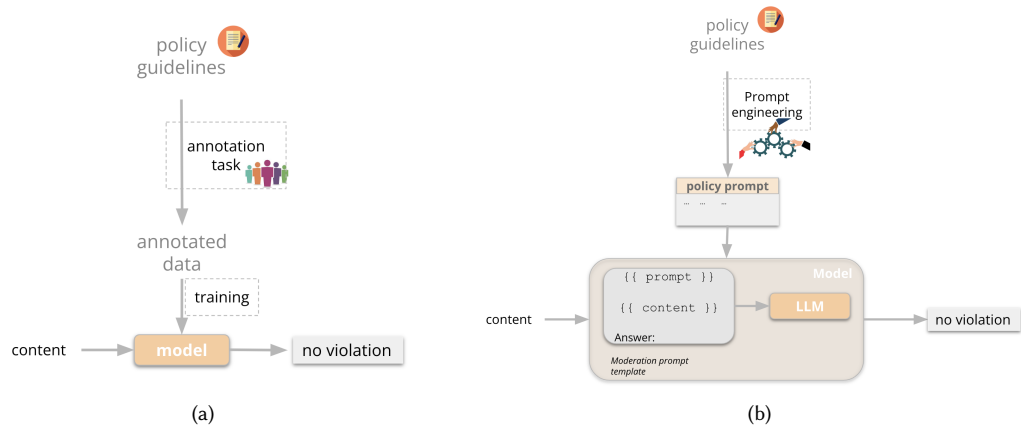 policy
guidelines
annotation
task
annotated
data
training
content
model
no violation
(a)
policy
guidelines
Prompt
engineering
policy prompt
... ... ...
Model
{{ prompt }}
{{ content }}
Answer:
LLM
Moderation prompt
template
content
no violation
(b)